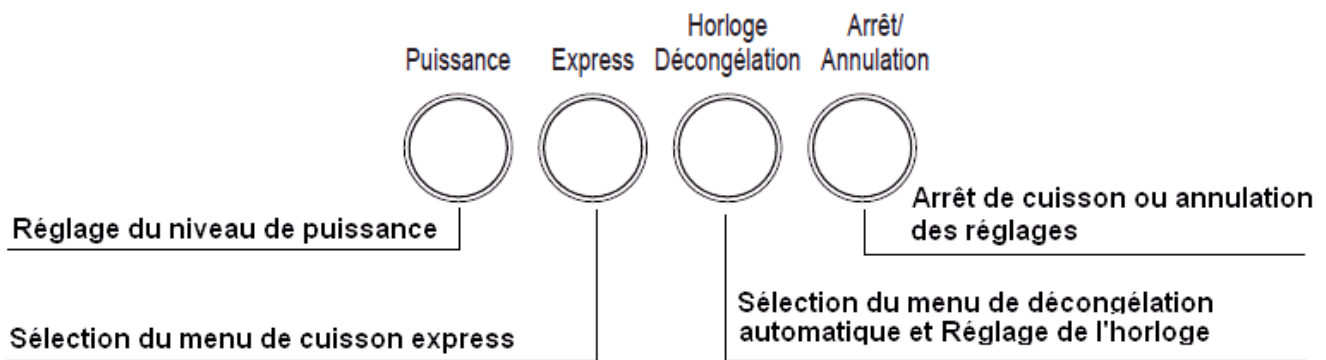 Horloge Arrêt/
Puissance Express Décongélation Annulation
Arrêt de cuisson ou annulation
des réglages
Réglage du niveau de puissance
Sélection du menu de décongélation
automatique et Réglage de l'horloge
Sélection du menu de cuisson express